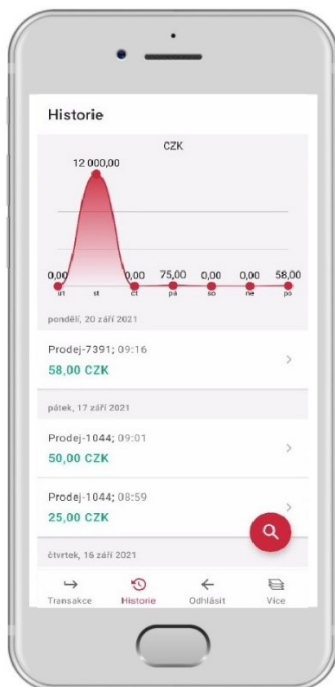 Historie
CZK
12 000,00
0,00 0,00 75,00 0,00 0,00 58,00
út st čt pá so ne po
pondělí, 20 září 2021
Prodej-7391; 09:16
58,00 CZK
pátek, 17 září 2021
Prodej-1044; 09:01
50,00 CZK
Prodej-1044; 08:59
25,00 CZK
čtvrtek, 16 září 2021
Transakce Historie Odhlásit Více